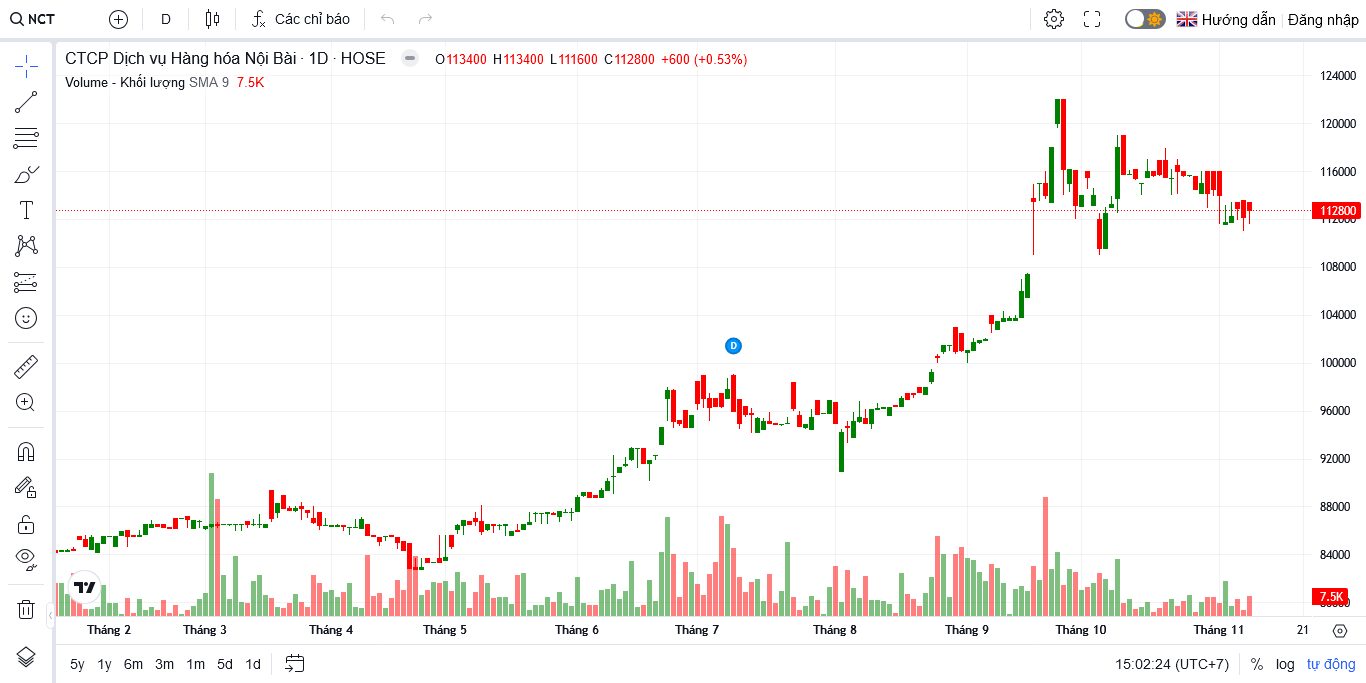 NCT D Các chỉ báo Hướng dẫn Đăng nhập
CTCP Dịch vụ Hàng hóa Nội Bài · 1D · HOSE O113400 H113400 L111600 C112800 +600 (+0.53%)
Volume - Khối lượng SMA 9 7.5K
124000
120000
116000
112800
112000
108000
104000
100000
D
96000
92000
88000
84000
7.5K
80000
Tháng 2 Tháng 3 Tháng 4 Tháng 5 Tháng 6 Tháng 7 Tháng 8 Tháng 9 Tháng 10 Tháng 11 21
5y 1y 6m 3m 1m 5d 1d 15:02:24 (UTC+7) % log tự động